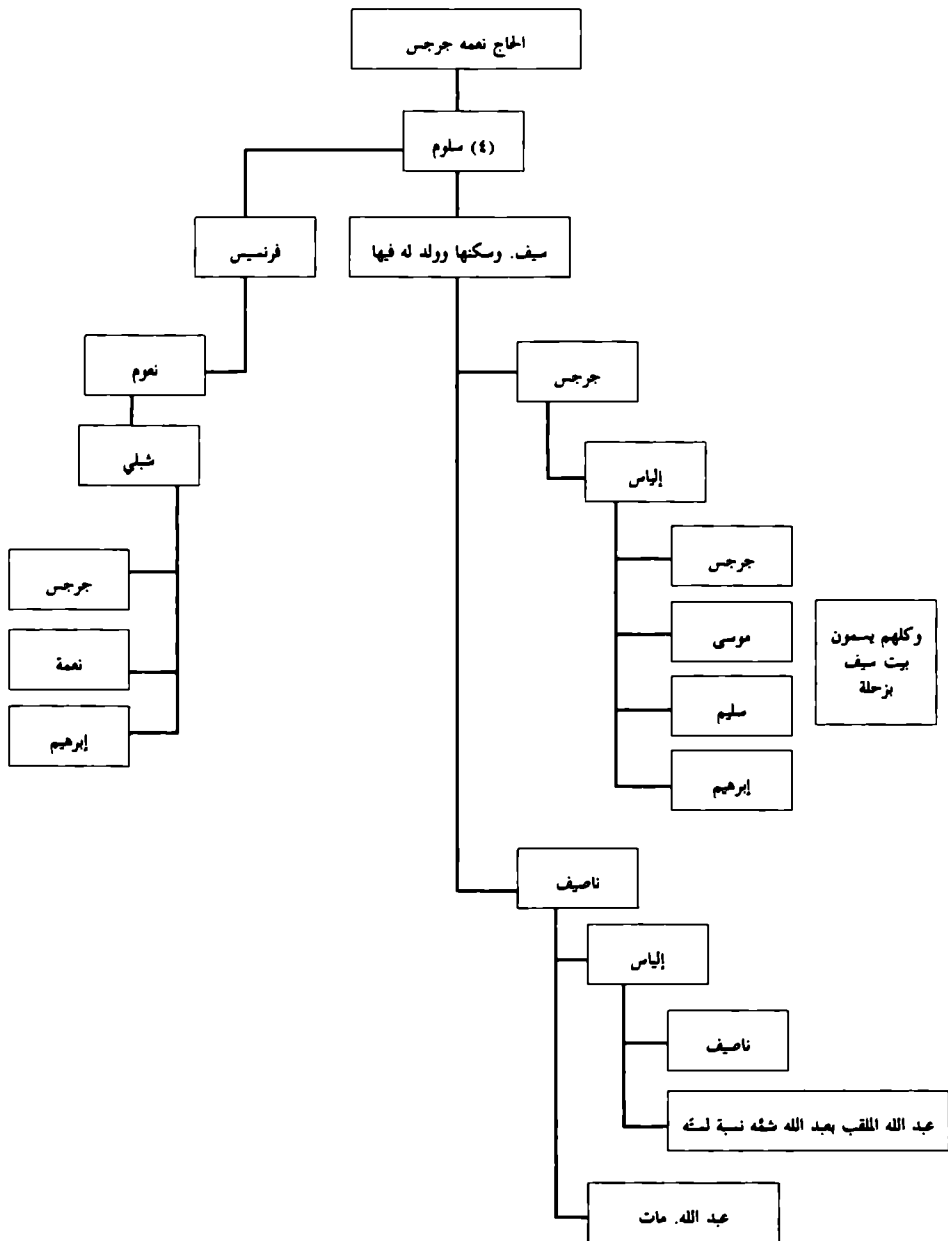 الحاج نعمه جرجس
(٤) سلوم
سيف. وسكنها وولد له فيها
فرنسيس
نعوم
جرجس
شبلي
إلياس
جرجس
جرجس
وكلهم يسمون
بيت سيف
بزحلة
موسى
نعمة
سليم
إبرهيم
إبرهيم
ناصيف
إلياس
ناصيف
عبد الله الملقب بعبد الله شمّه نسبة لستّه
عبد الله. مات